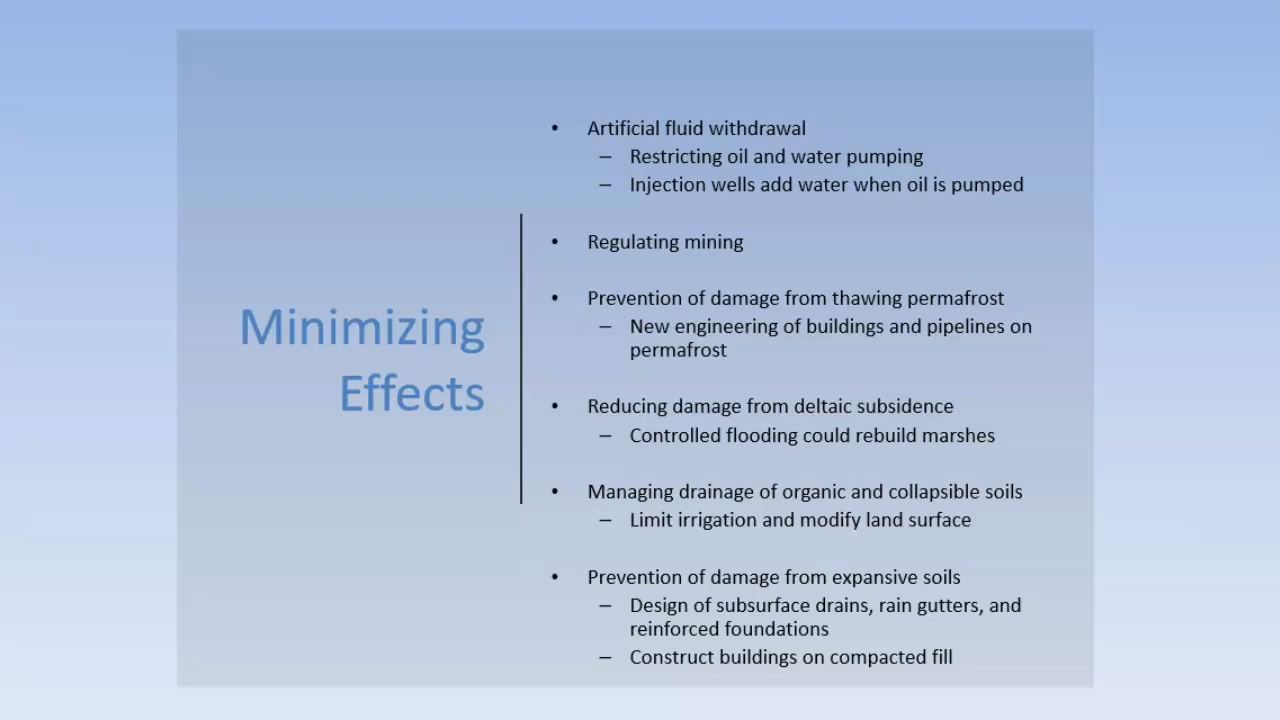 Minimizing
Effects
• Artificial fluid withdrawal
– Restricting oil and water pumping
– Injection wells add water when oil is pumped
• Regulating mining
• Prevention of damage from thawing permafrost
– New engineering of buildings and pipelines on
permafrost
• Reducing damage from deltaic subsidence
– Controlled flooding could rebuild marshes
• Managing drainage of organic and collapsible soils
– Limit irrigation and modify land surface
• Prevention of damage from expansive soils
– Design of subsurface drains, rain gutters, and
reinforced foundations
– Construct buildings on compacted fill